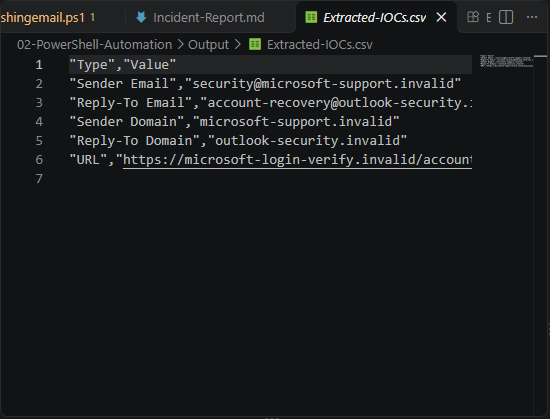 shingemail.ps1 1 Incident-Report.md Extracted-IOCs.csv E
02-PowerShell-Automation > Output > Extracted-IOCs.csv
1 "Type","Value"
2 "Sender Email","security@microsoft-support.invalid"
3 "Reply-To Email","account-recovery@outlook-security.i
4 "Sender Domain","microsoft-support.invalid"
5 "Reply-To Domain","outlook-security.invalid"
6 "URL","https://microsoft-login-verify.invalid/account
7